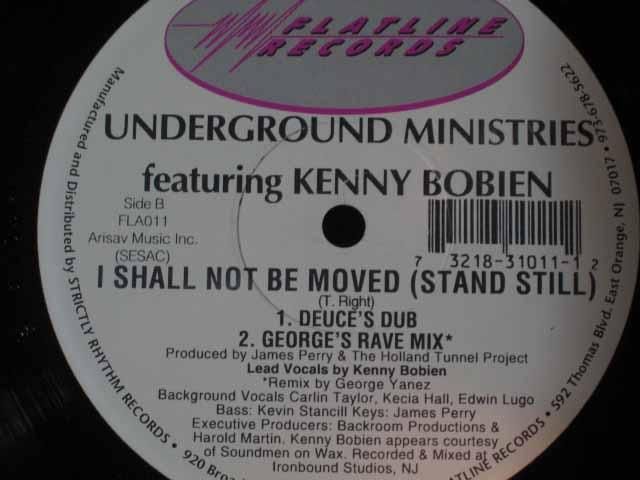 FLATLINE
RECORDS
UNDERGROUND MINISTRIES
featuring KENNY BOBIEN
Side B
FLA011
Arisav Music Inc.
(SESAC)
7 3218-31011-1 2
I SHALL NOT BE MOVED (STAND STILL)
(T. Right)
1. DEUCE'S DUB
2. GEORGE'S RAVE MIX*
Produced by James Perry & The Holland Tunnel Project
Lead Vocals by Kenny Bobien
*Remix by George Yanez
Background Vocals Carlin Taylor, Kecia Hall, Edwin Lugo
Bass: Kevin Stancill Keys: James Perry
Executive Producers: Backroom Productions &
Harold Martin. Kenny Bobien appears courtesy
of Soundmen on Wax. Recorded & Mixed at
Ironbound Studios, NJ
Manufactured and Distributed by STRICTLY RHYTHM RECORDS • 920
FLATLINE RECORDS • 592 Thomas Blvd. East Orange, NJ 07017 • 973-678-5622